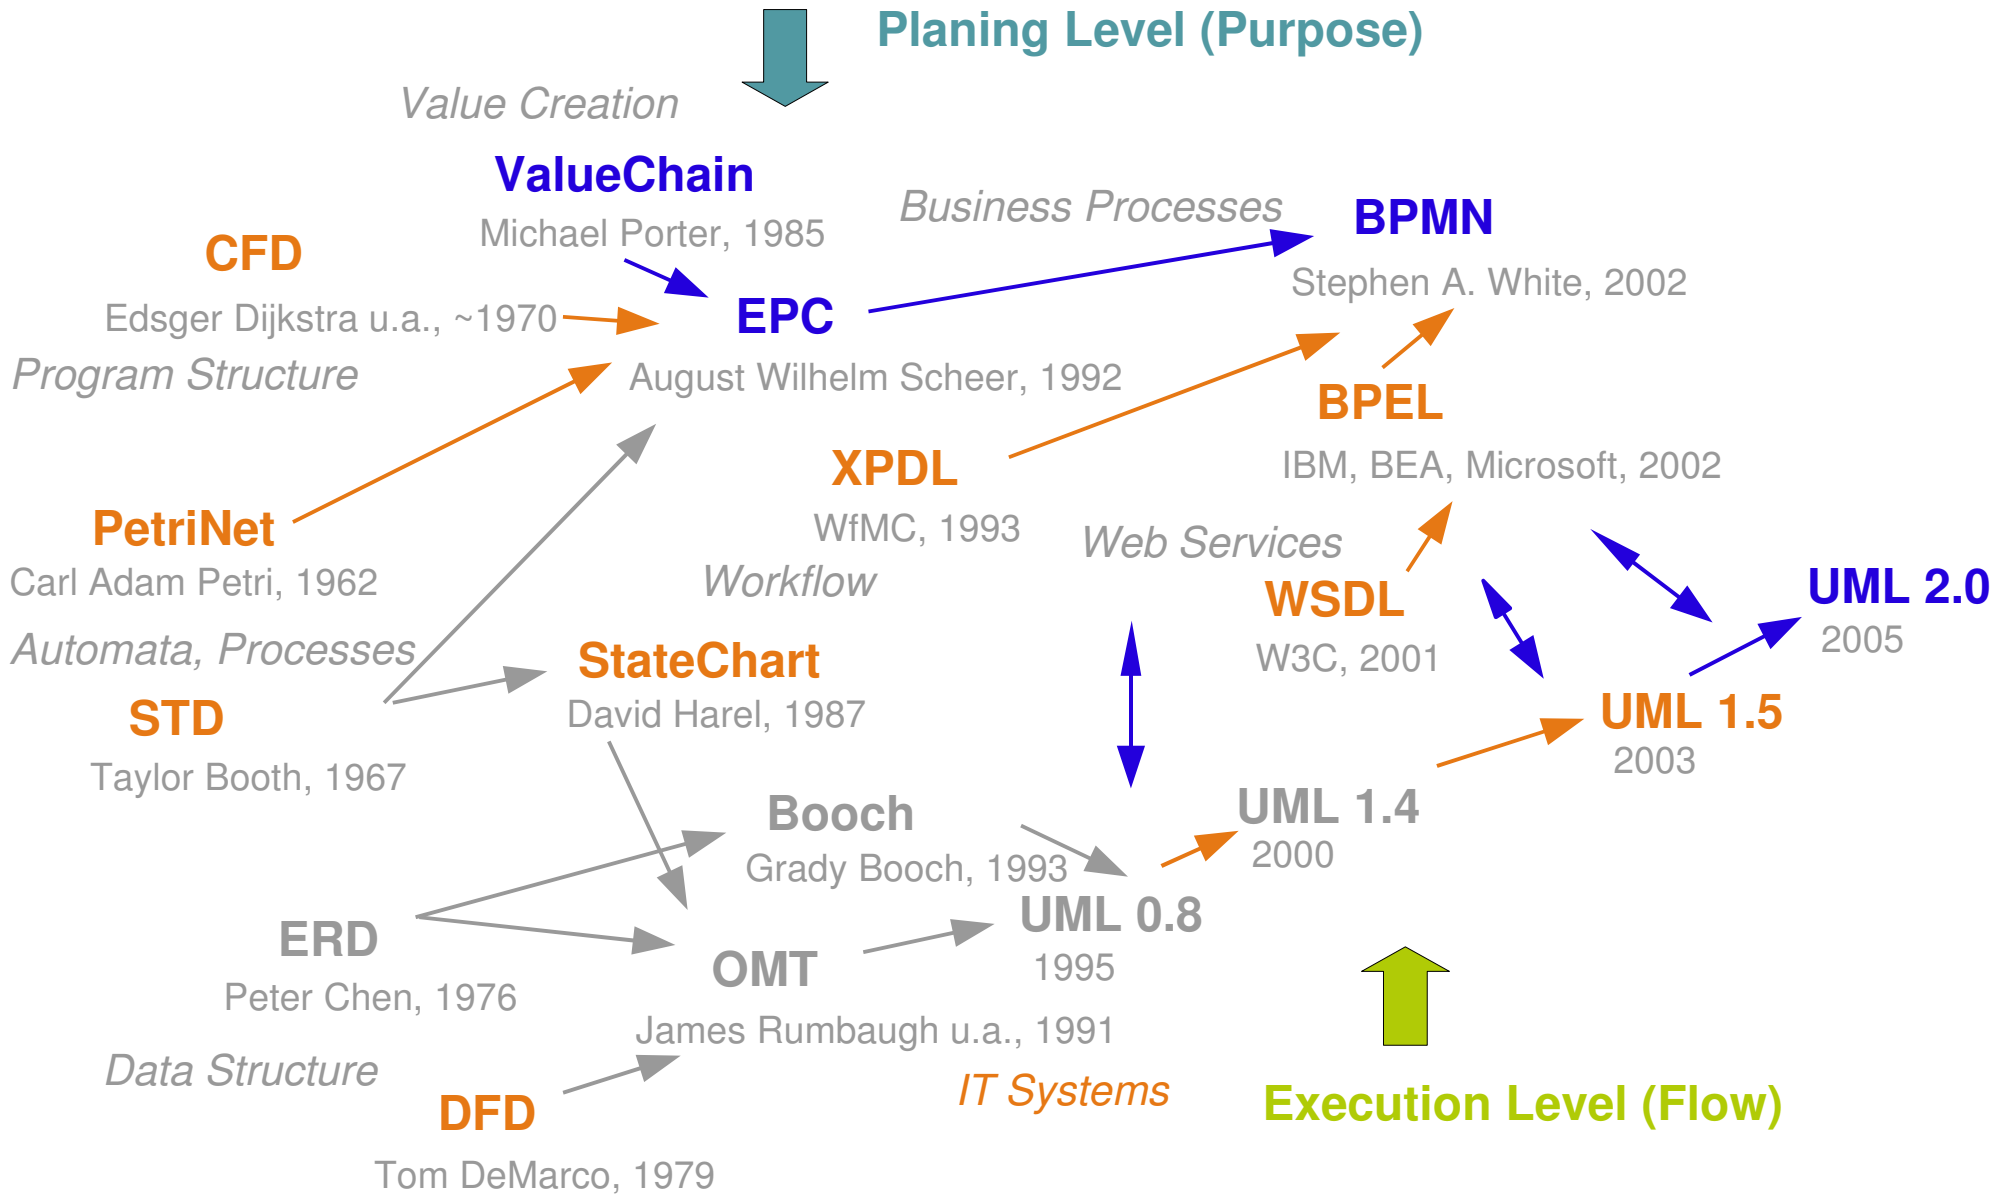 Planing Level (Purpose)
Value Creation
ValueChain
Michael Porter, 1985
Business Processes
BPMN
Stephen A. White, 2002
CFD
Edsger Dijkstra u.a., ~1970
Program Structure
EPC
August Wilhelm Scheer, 1992
BPEL
IBM, BEA, Microsoft, 2002
XPDL
WfMC, 1993
Workflow
Web Services
WSDL
W3C, 2001
PetriNet
Carl Adam Petri, 1962
Automata, Processes
UML 2.0
2005
StateChart
David Harel, 1987
STD
Taylor Booth, 1967
UML 1.5
2003
Booch
Grady Booch, 1993
UML 1.4
2000
UML 0.8
1995
ERD
Peter Chen, 1976
OMT
James Rumbaugh u.a., 1991
Data Structure
DFD
Tom DeMarco, 1979
IT Systems
Execution Level (Flow)